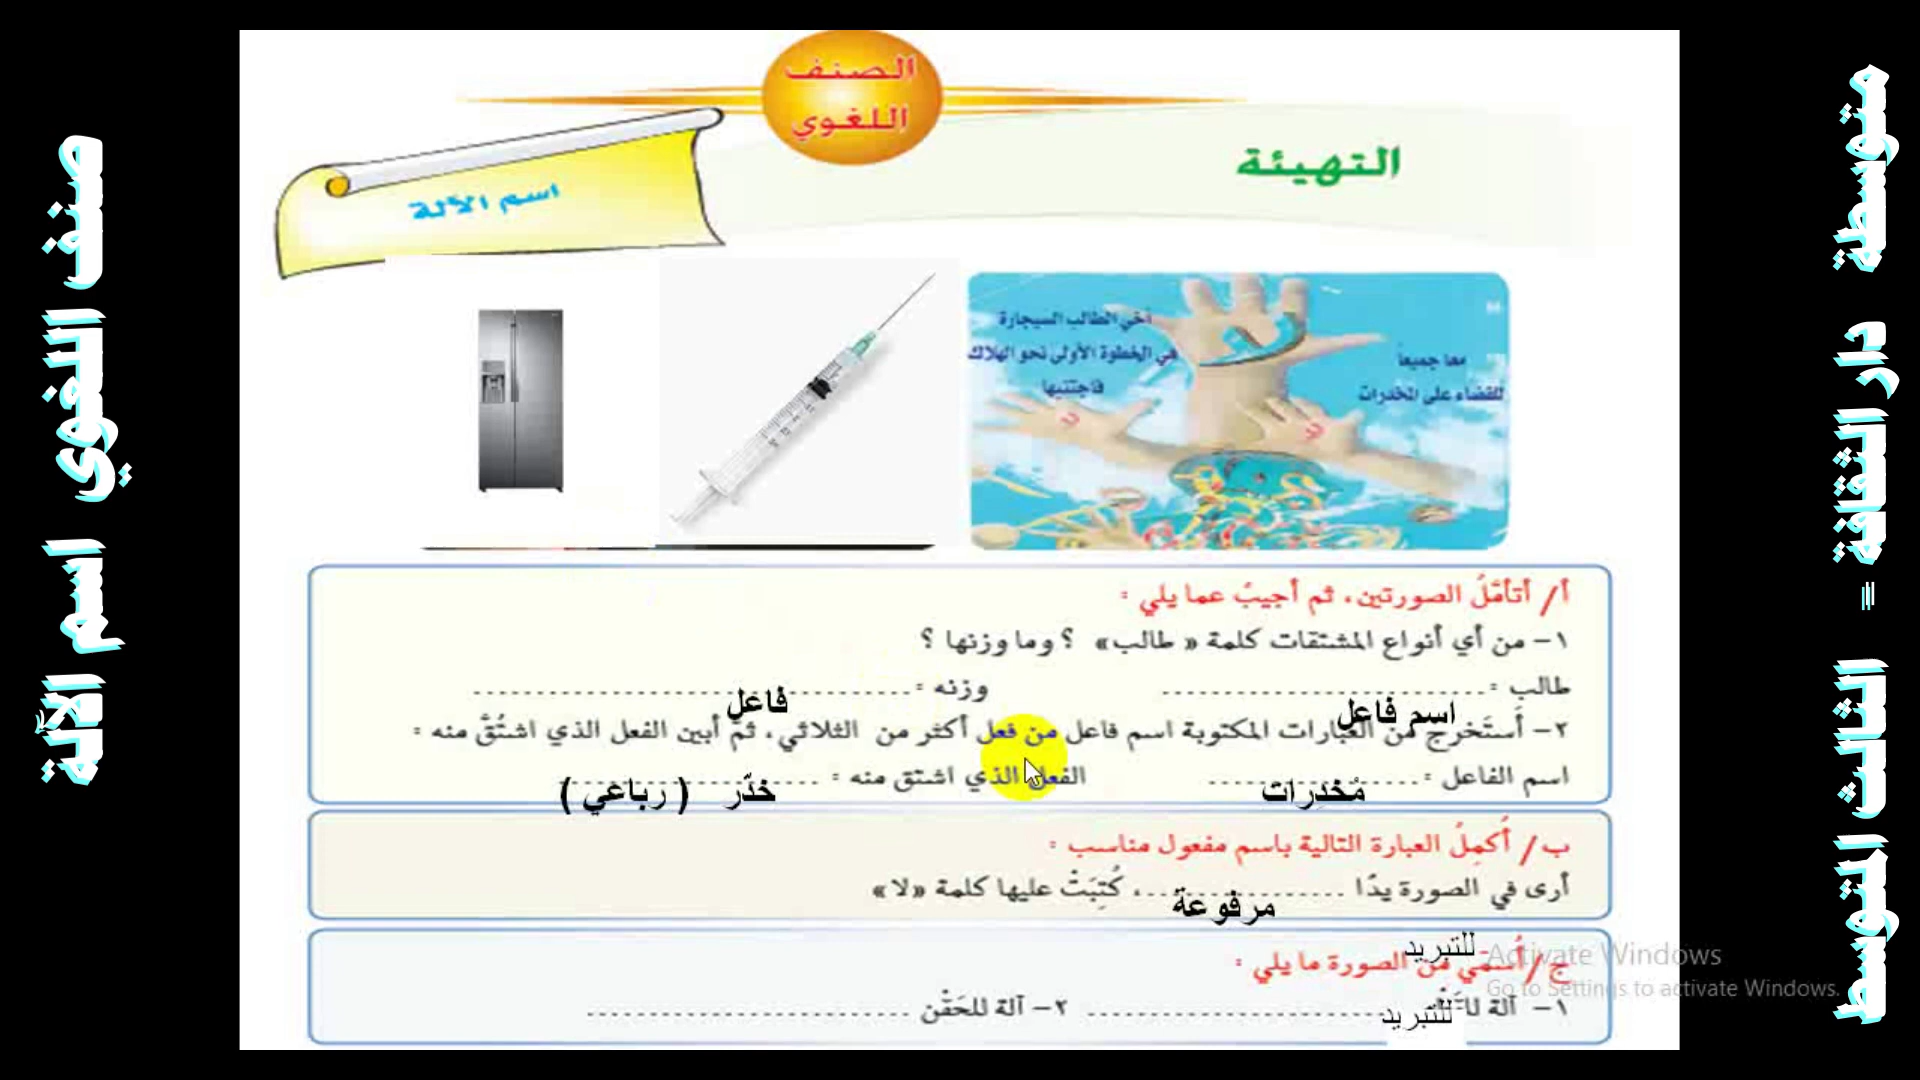 الصنف
اللغوي
التهيئة
اسم الآلة
أخي الطالب السيجارة
هي الخطوة الأولى نحو الهلاك
فاجتنبها
معا جميعاً
للقضاء على المخدرات
أ/ أتأمَّلُ الصورتين، ثم أجيبُ عما يلي :
١– من أي أنواع المشتقات كلمة « طالب» ؟ وما وزنها ؟
طالب : اسم فاعل وزنه : فاعل
٢– أَستَخرج من العبارات المكتوبة اسم فاعل من فعل أكثر من الثلاثي، ثمّ أبين الفعل الذي اشتُقَّ منه :
اسم الفاعل : مُخدِرات الفعل الذي اشتق منه : خدّر ( رباعي )
ب/ أُكمِلُ العبارة التالية باسم مفعول مناسب :
أرى في الصورة يدًا مرفوعة، كُتِبَتْ عليها كلمة «لا»
للتبريد
ج/ أُسمّي من الصورة ما يلي :
١– آلة للتبريد ٢– آلة للحَقْن
Activate Windows
Go to Settings to activate Windows.
صنف اللغوي اسم الآلة
متوسطة دار الثقافة = الثالث المتوسط